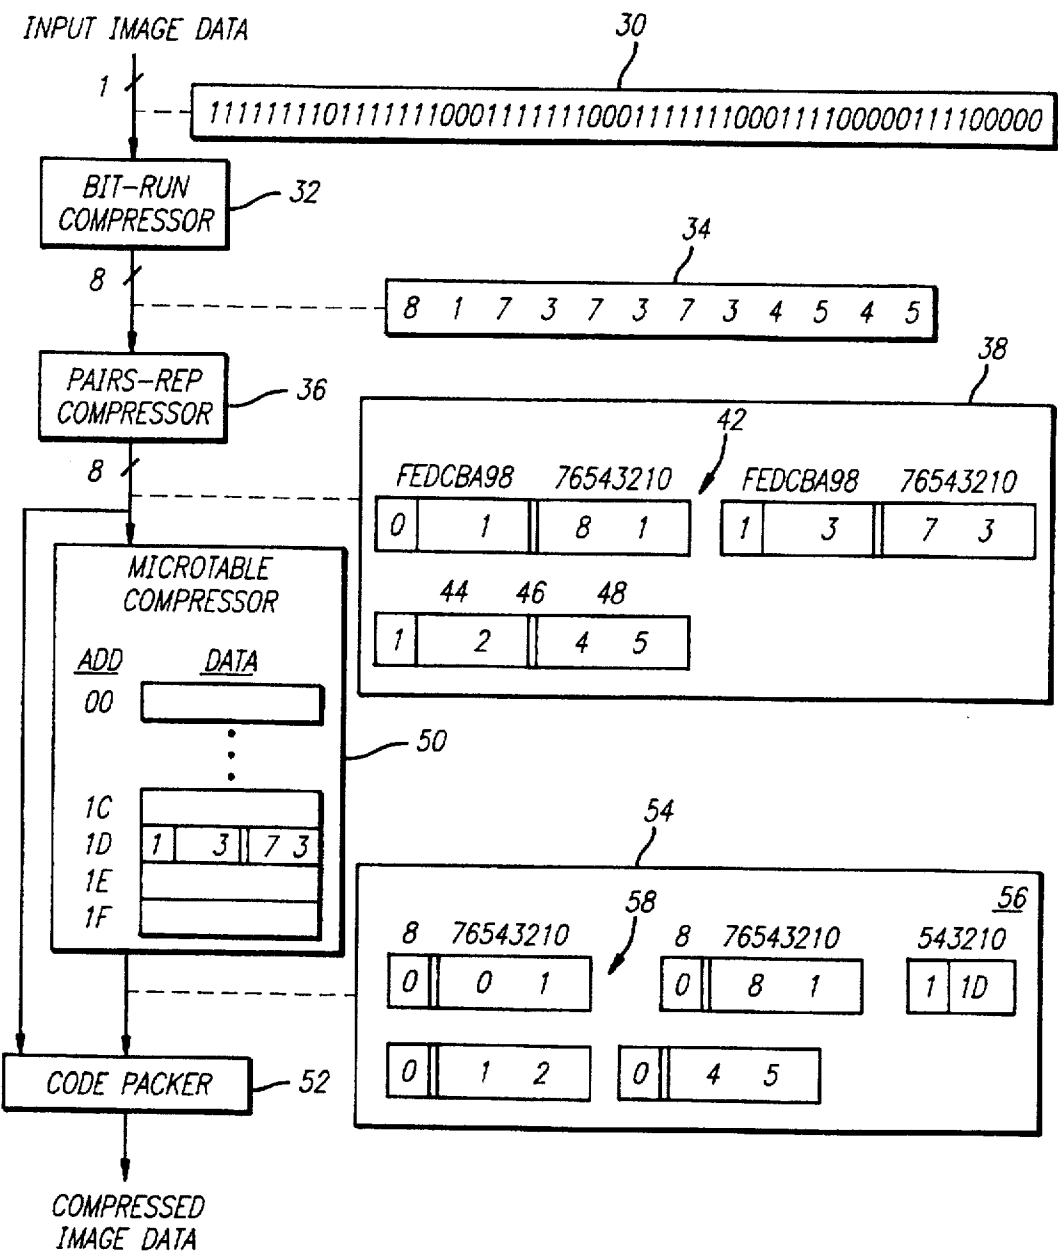 INPUT IMAGE DATA
30
1
111111110111111100011111110001111111000111100000111100000
BIT-RUN
COMPRESSOR
32
34
8
8 1 7 3 7 3 7 3 4 5 4 5
38
PAIRS-REP
COMPRESSOR
36
42
8
FEDCBA98 76543210 FEDCBA98 76543210
0 1 8 1 1 3 7 3
44 46 48
1 2 4 5
MICROTABLE
COMPRESSOR
ADD DATA
00
50
1C
1D 1 3 7 3
1E
1F
54
56
58
8 76543210 8 76543210 543210
0 0 1 0 8 1 1 1D
0 1 2 0 4 5
CODE PACKER
52
COMPRESSED
IMAGE DATA